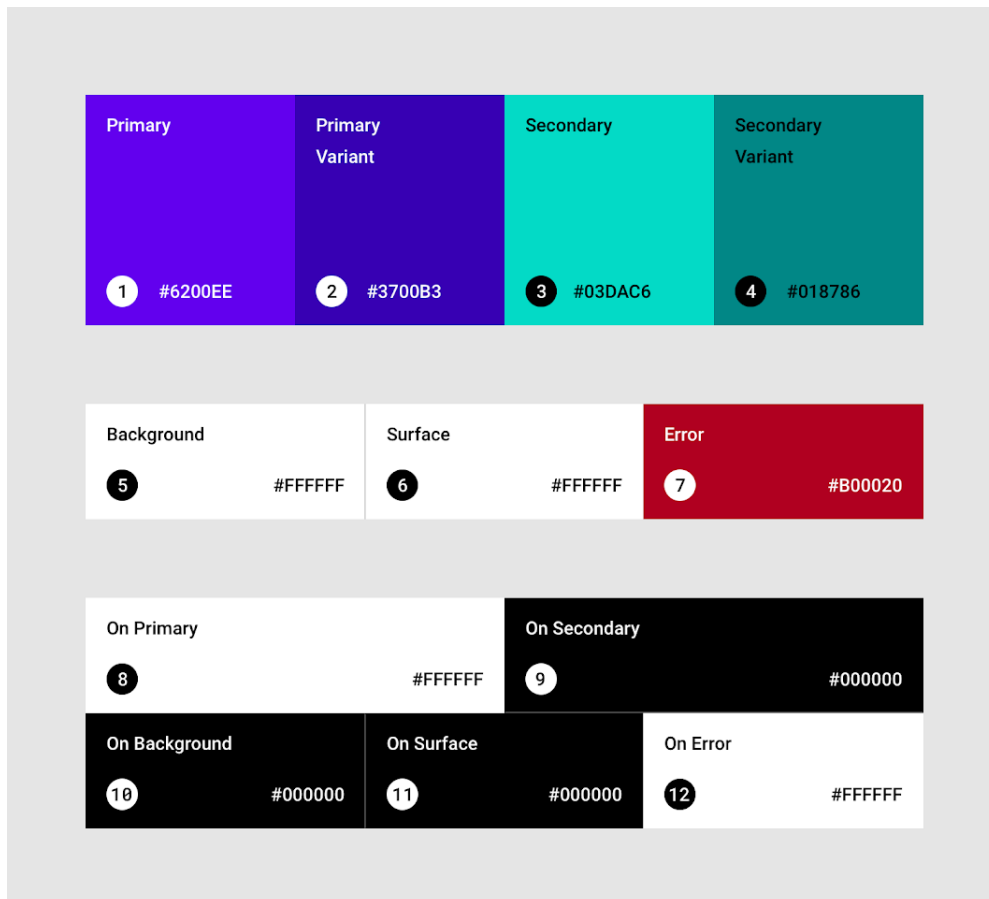 Primary
Primary
Variant
Secondary
Secondary
Variant
1 #6200EE
2 #3700B3
3 #03DAC6
4 #018786
Background
Surface
Error
5 #FFFFFF
6 #FFFFFF
7 #B00020
On Primary
On Secondary
8 #FFFFFF
9 #000000
On Background
On Surface
On Error
10 #000000
11 #000000
12 #FFFFFF